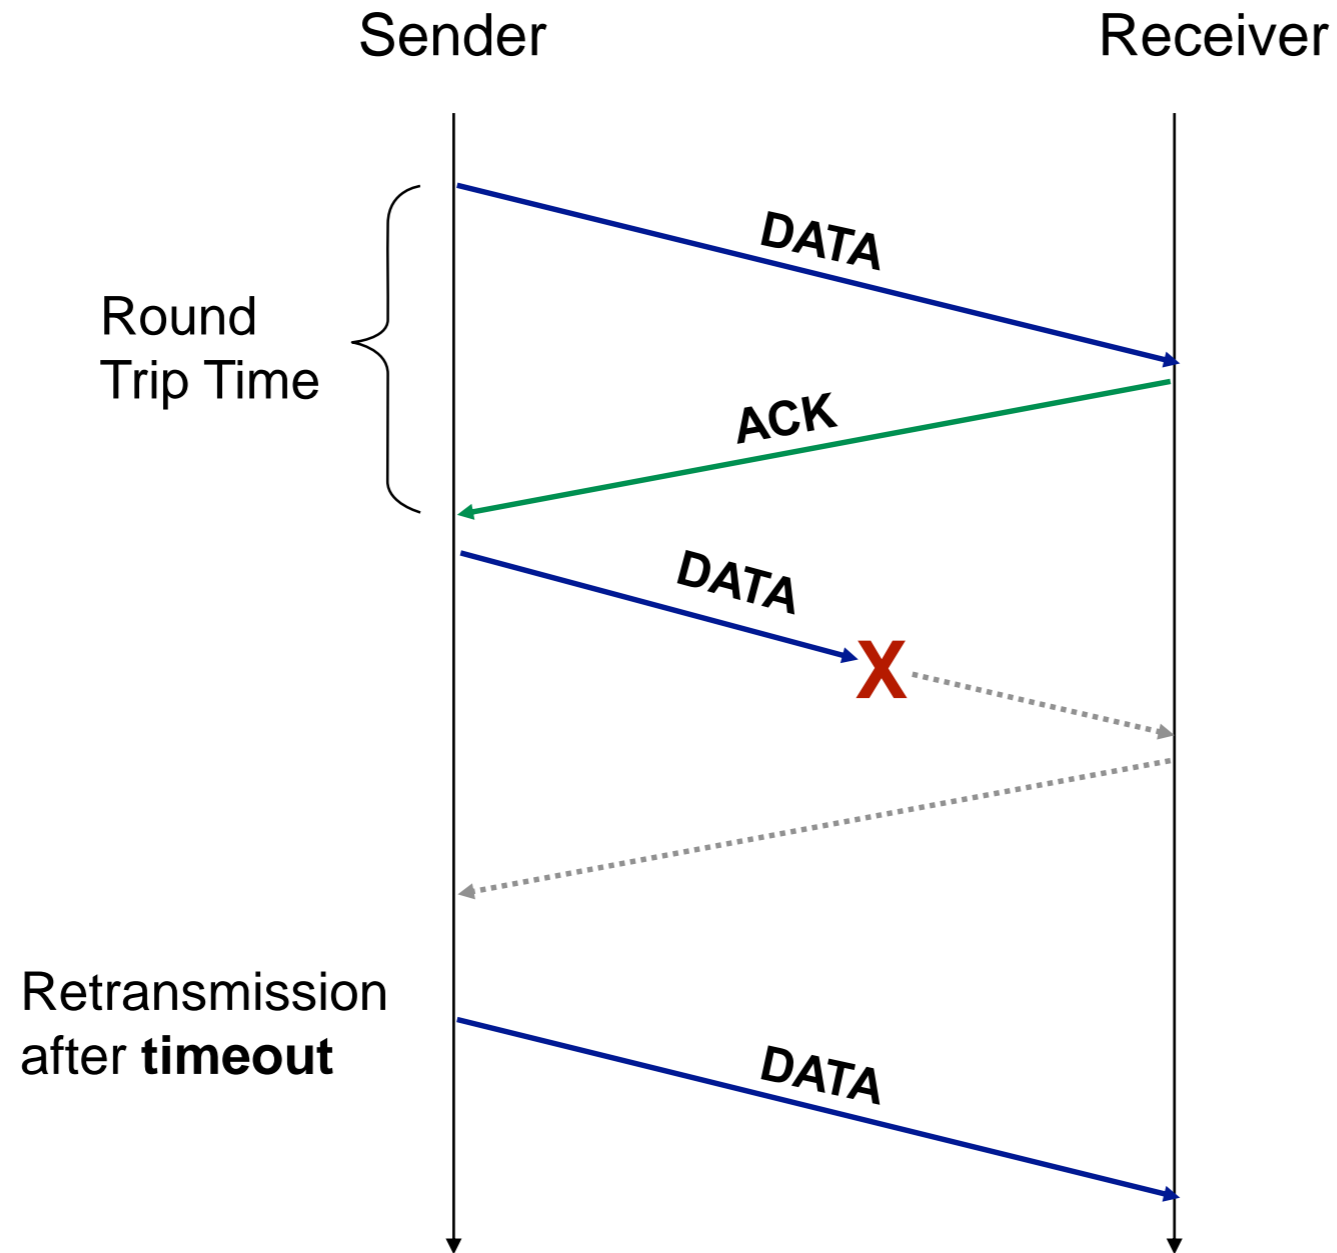 Sender
Receiver
DATA
Round
Trip Time
ACK
DATA
X
Retransmission
after timeout
DATA